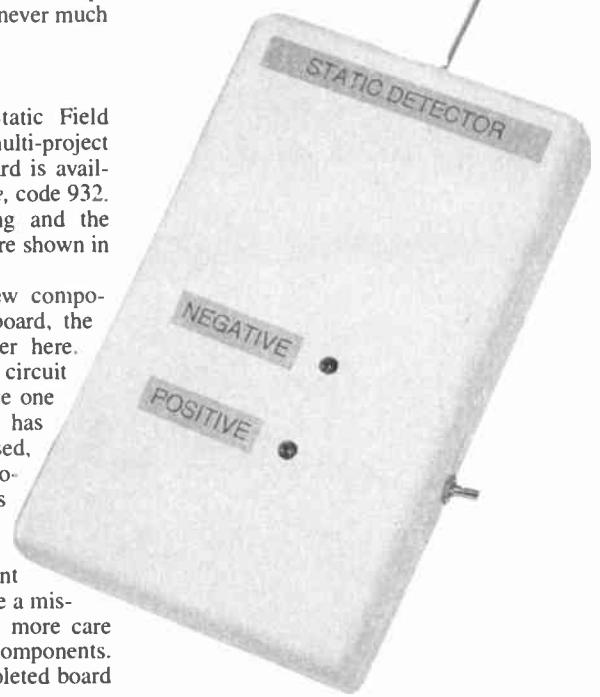 never much
tatic Field
ulti-project
rd is avail-
, code 932.
ng and the
re shown in
ew compo-
oard, the
er here.
circuit
e one
has
sed,
o-
s
nt
e a mis-
more care
omponents.
leted board
STATIC DETECTOR
NEGATIVE
POSITIVE